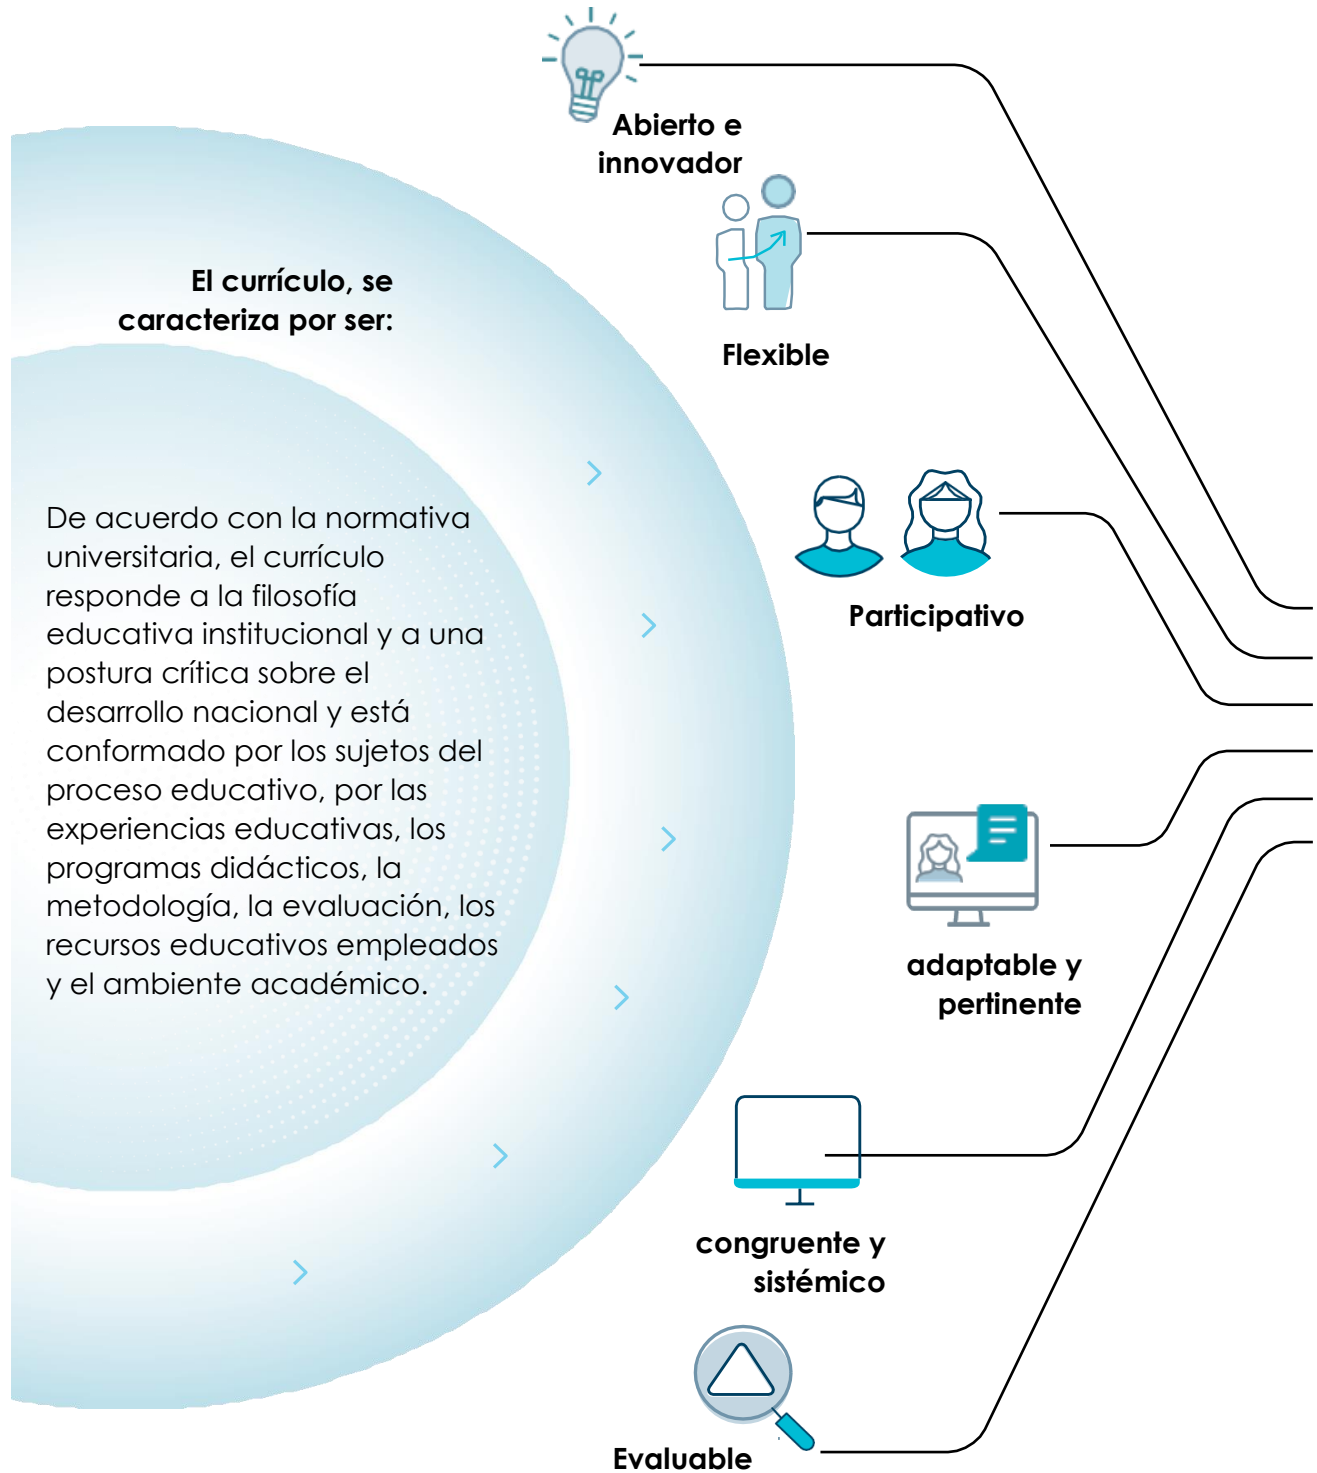 El currículo, se
caracteriza por ser:
De acuerdo con la normativa
universitaria, el currículo
responde a la filosofía
educativa institucional y a una
postura crítica sobre el
desarrollo nacional y está
conformado por los sujetos del
proceso educativo, por las
experiencias educativas, los
programas didácticos, la
metodología, la evaluación, los
recursos educativos empleados
y el ambiente académico.
Abierto e
innovador
Flexible
Participativo
adaptable y
pertinente
congruente y
sistémico
Evaluable